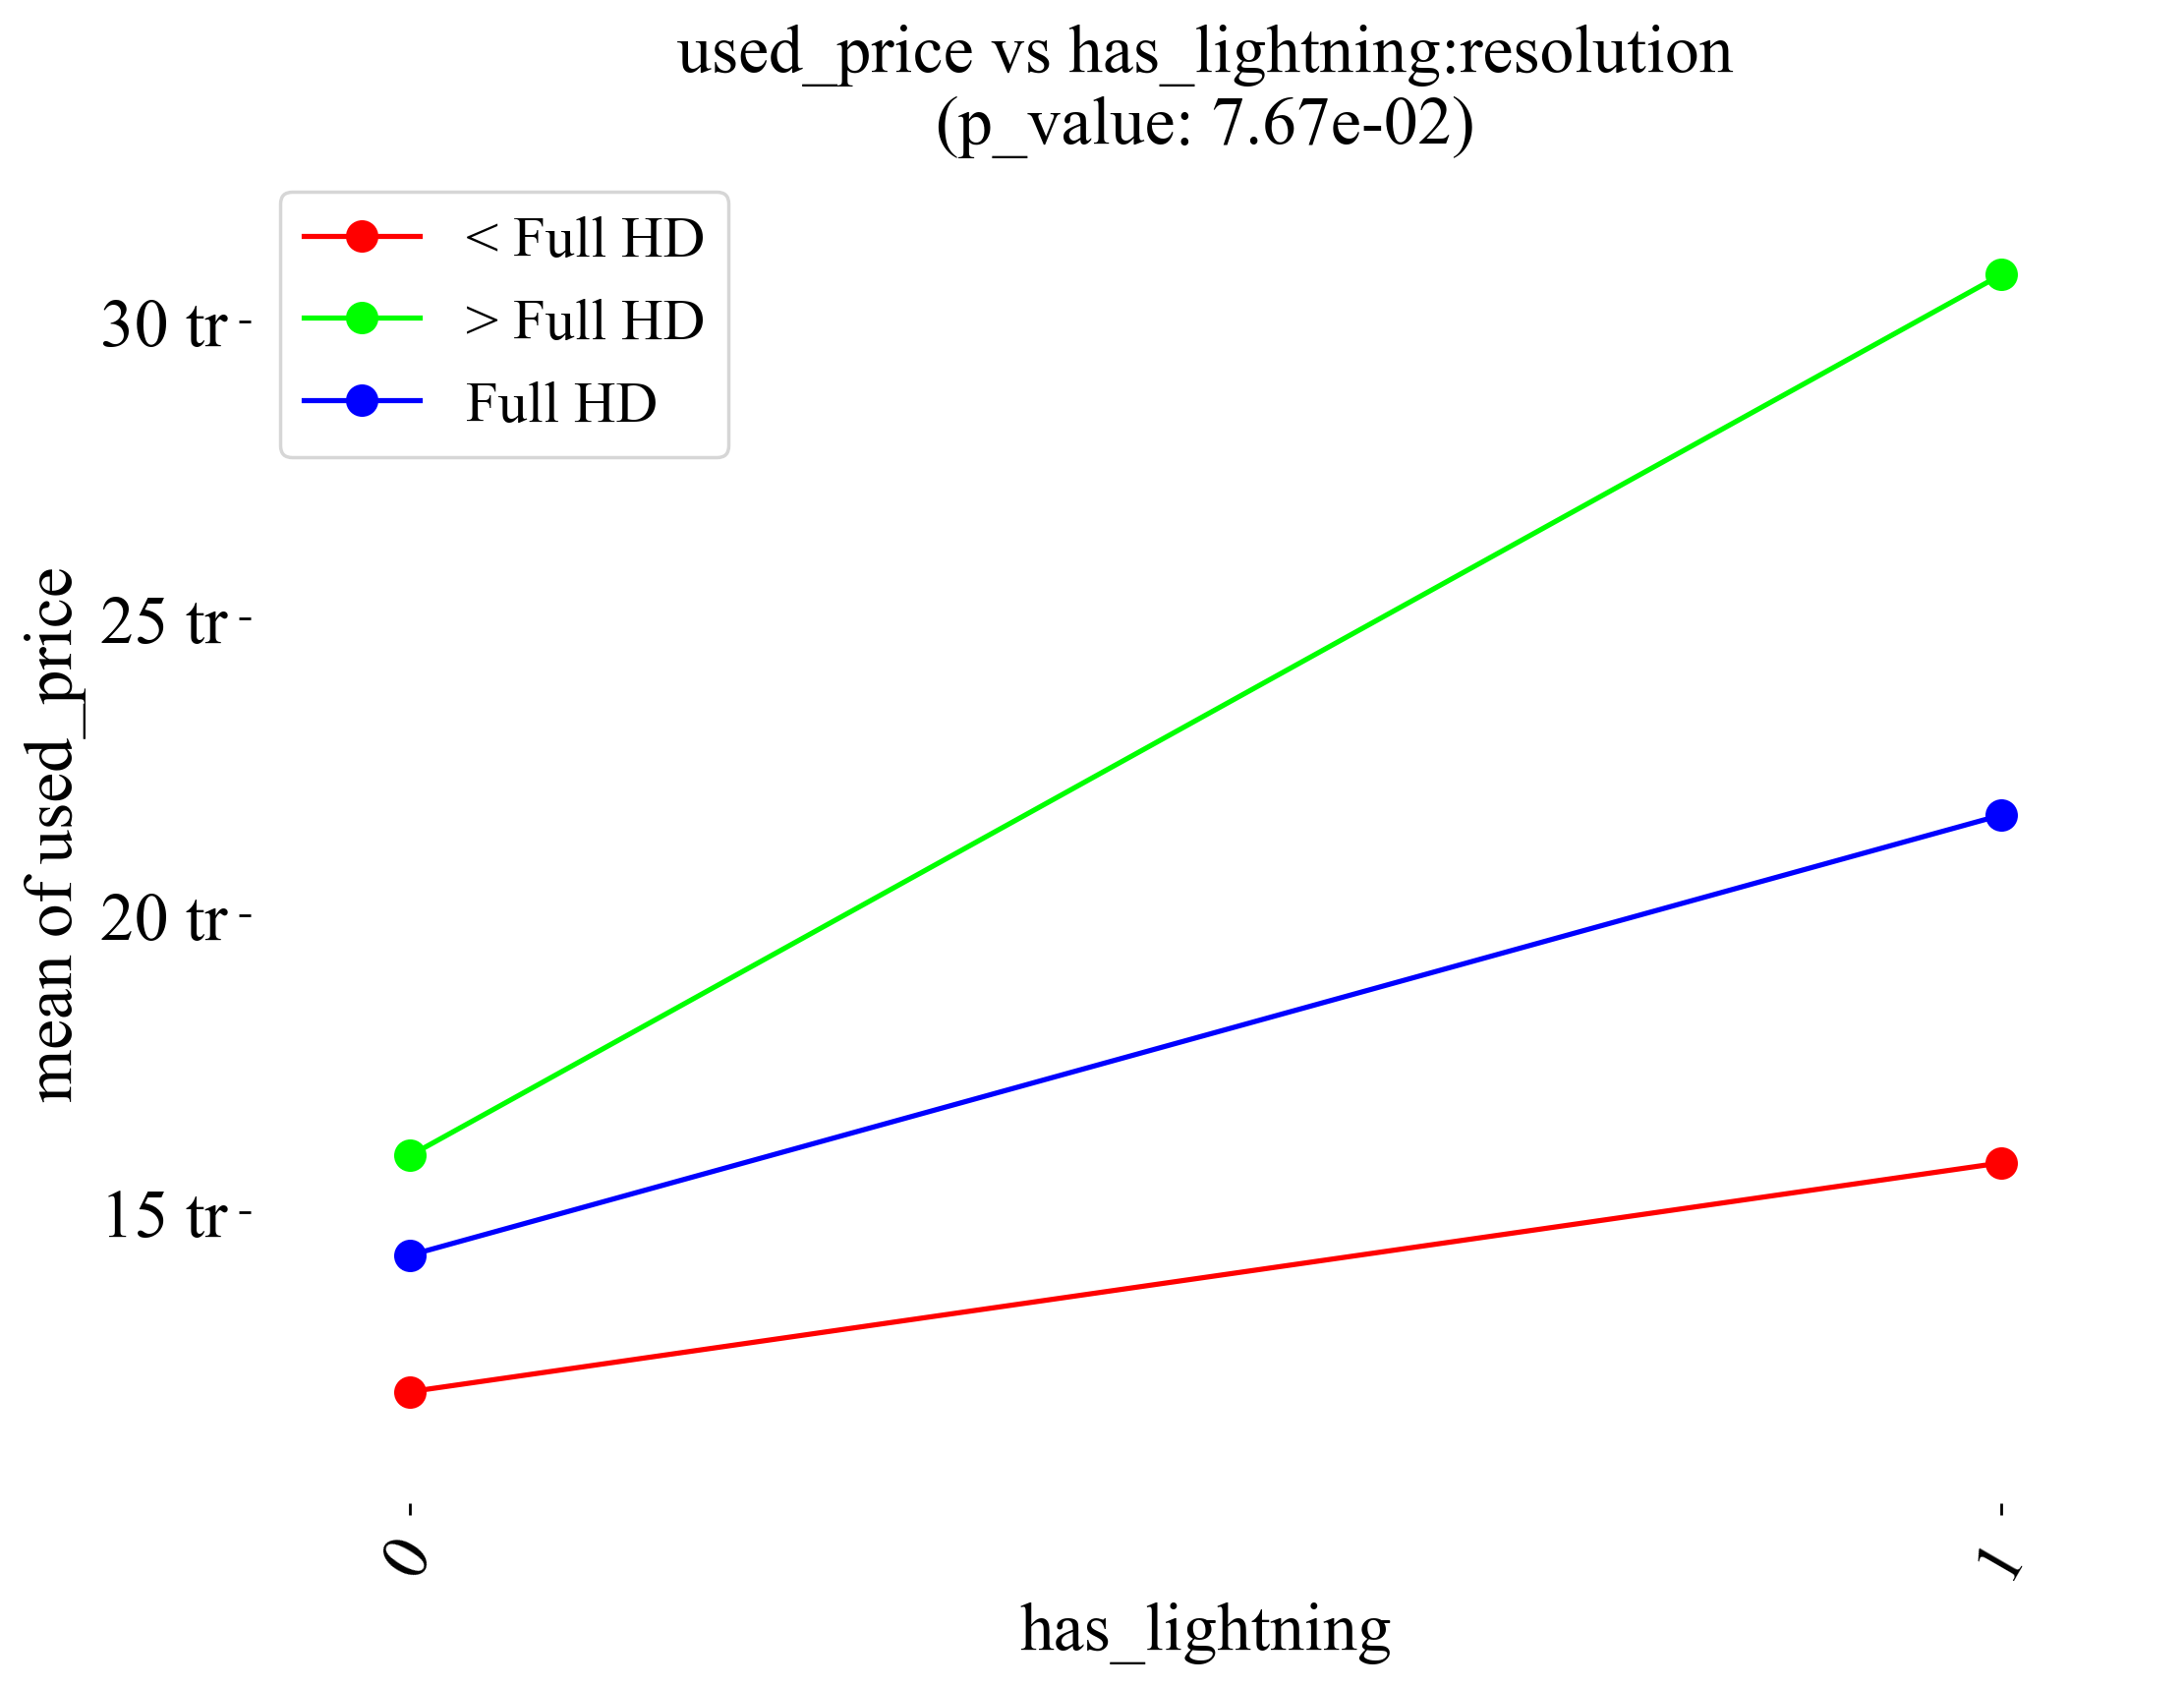 used_price vs has_lightning:resolution
(p_value: 7.67e-02)
< Full HD
> Full HD
Full HD
30 tr
25 tr
20 tr
15 tr
mean of used_price
0
1
has_lightning